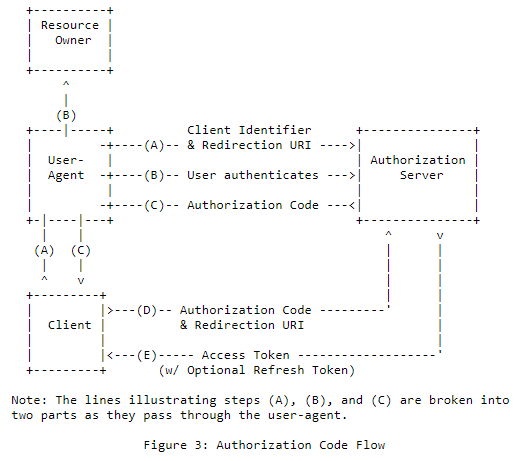 +----------+
| Resource |
|   Owner  |
|          |
+----------+
     ^
     |
    (B)
+----|-----+          Client Identifier      +---------------+
|         -+----(A)-- & Redirection URI ---->|               |
|  User-   |                                 | Authorization |
|  Agent  -+----(B)-- User authenticates --->|     Server    |
|          |                                 |               |
|         -+----(C)-- Authorization Code ---<|               |
+-|----|---+                                 +---------------+
  |    |                                         ^      v
 (A)  (C)                                        |      |
  |    |                                         |      |
  ^    v                                         |      |
+---------+                                      |      |
|         |>---(D)-- Authorization Code ---------'      |
|  Client |          & Redirection URI                  |
|         |                                             |
|         |<---(E)----- Access Token -------------------'
+---------+       (w/ Optional Refresh Token)
Note: The lines illustrating steps (A), (B), and (C) are broken into
two parts as they pass through the user-agent.
Figure 3: Authorization Code Flow